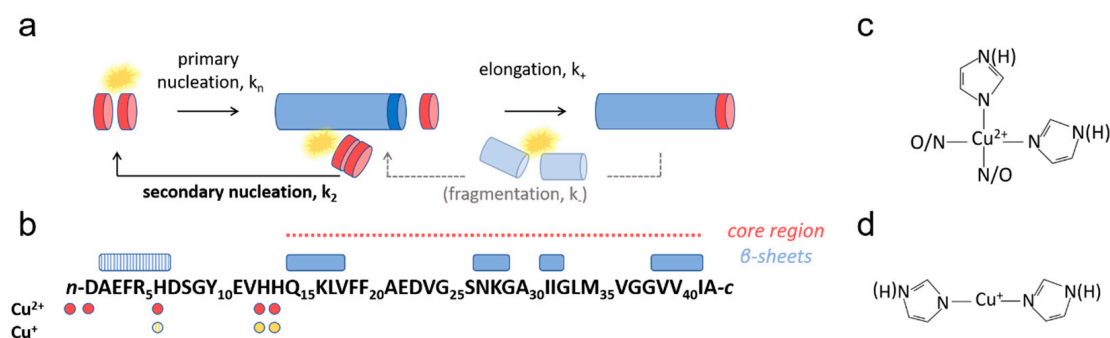 a
primary
nucleation, kn
elongation, k+
secondary nucleation, k2
(fragmentation, k-)
b
core region
β-sheets
n-DAEFR5HDSGY10EVHHQ15KLVFF20AEDVG25SNKGA30IIGLM35VGGVV40IA-c
Cu2+
Cu+
c
N(H)
N
O/N
Cu2+
N
N(H)
N/O
d
(H)N
N
Cu+
N
N(H)